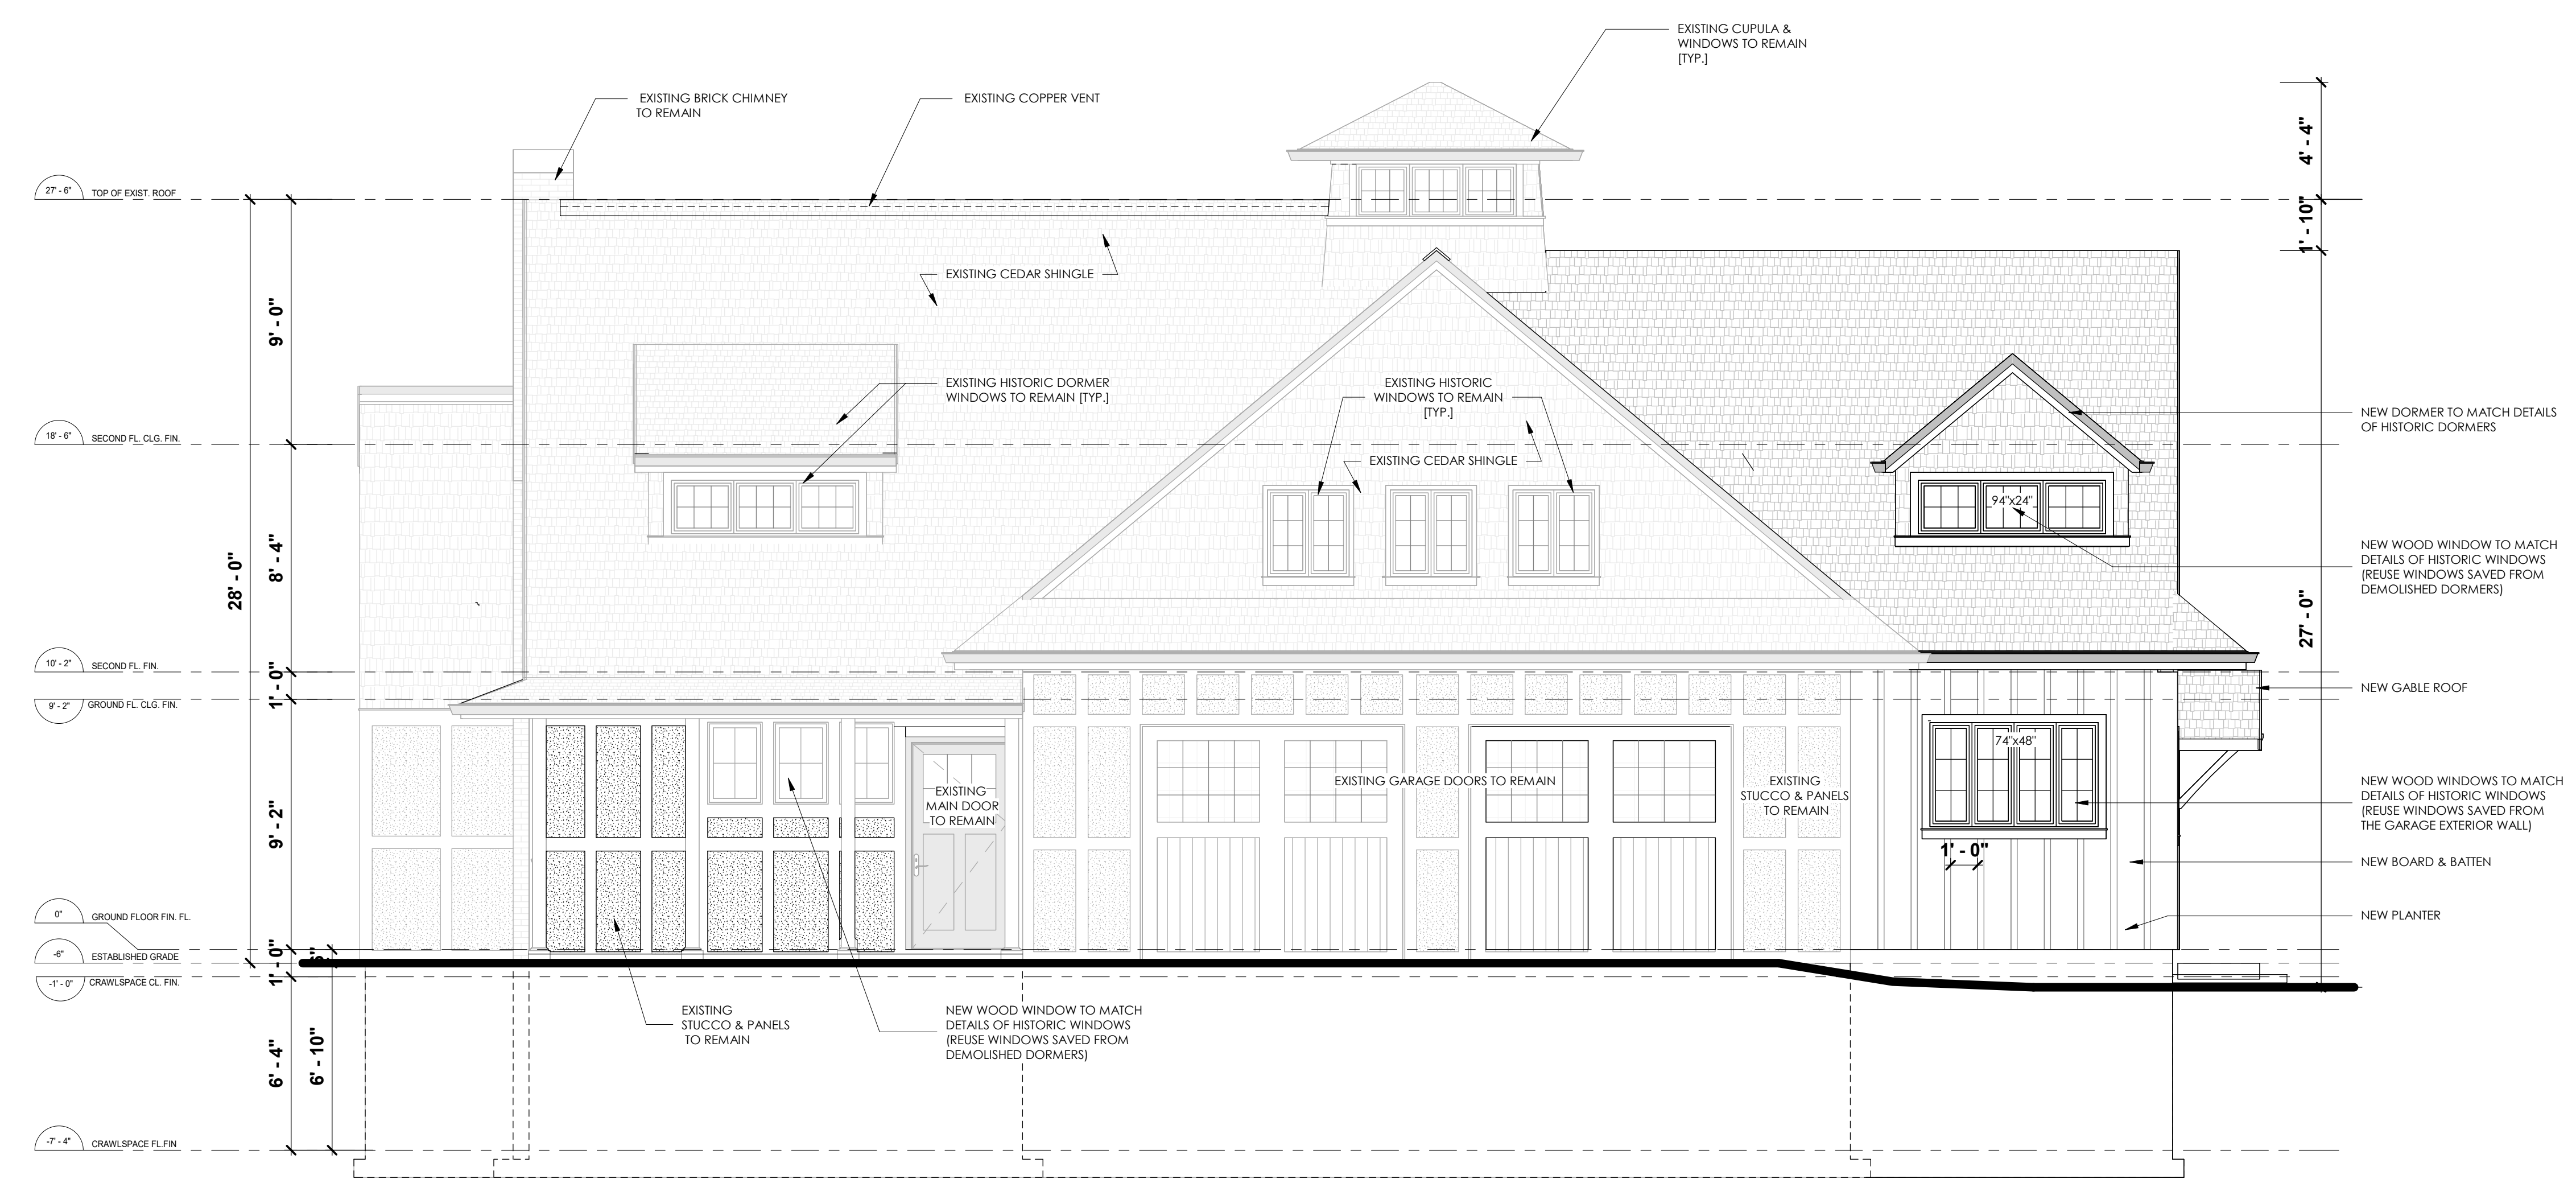 EXISTING CUPULA &
WINDOWS TO REMAIN
[TYP.]
EXISTING BRICK CHIMNEY
TO REMAIN
EXISTING COPPER VENT
4' - 4"
27' - 6"
TOP OF EXIST. ROOF
1' - 10"
EXISTING CEDAR SHINGLE
9' - 0"
EXISTING HISTORIC DORMER
WINDOWS TO REMAIN [TYP.]
EXISTING HISTORIC
WINDOWS TO REMAIN
[TYP.]
NEW DORMER TO MATCH DETAILS
OF HISTORIC DORMERS
18' - 6"
SECOND FL. CLG. FIN.
EXISTING CEDAR SHINGLE
94"x24"
NEW WOOD WINDOW TO MATCH
DETAILS OF HISTORIC WINDOWS
(REUSE WINDOWS SAVED FROM
DEMOLISHED DORMERS)
28' - 0"
8' - 4"
27' - 0"
10' - 2"
SECOND FL. FIN.
1' - 0"
9' - 2"
GROUND FL. CLG. FIN.
NEW GABLE ROOF
74"x48"
EXISTING
MAIN DOOR
TO REMAIN
EXISTING GARAGE DOORS TO REMAIN
EXISTING
STUCCO & PANELS
TO REMAIN
NEW WOOD WINDOWS TO MATCH
DETAILS OF HISTORIC WINDOWS
(REUSE WINDOWS SAVED FROM
THE GARAGE EXTERIOR WALL)
9' - 2"
1' - 0"
NEW BOARD & BATTEN
0"
GROUND FLOOR FIN. FL.
NEW PLANTER
-6"
ESTABLISHED GRADE
1' - 0"
6"
-1' - 0"
CRAWLSPACE CL. FIN.
EXISTING
STUCCO & PANELS
TO REMAIN
NEW WOOD WINDOW TO MATCH
DETAILS OF HISTORIC WINDOWS
(REUSE WINDOWS SAVED FROM
DEMOLISHED DORMERS)
6' - 4"
6' - 10"
-7' - 4"
CRAWLSPACE FL.FIN